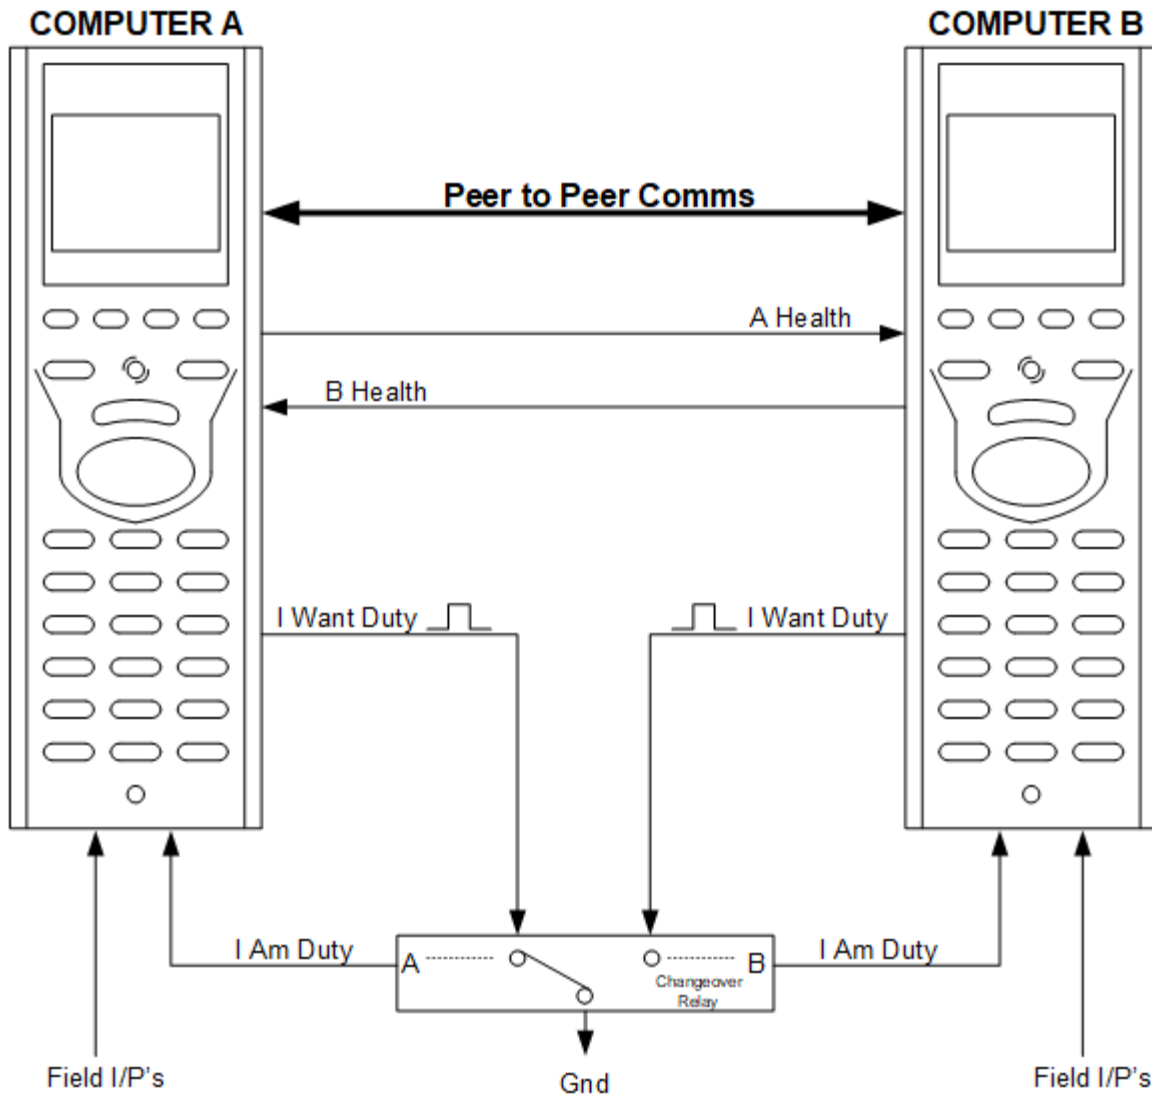 COMPUTER A
COMPUTER B
Peer to Peer Comms
A Health
B Health
I Want Duty
I Want Duty
I Am Duty
A
B
I Am Duty
Changeover
Relay
Field I/P's
Gnd
Field I/P's